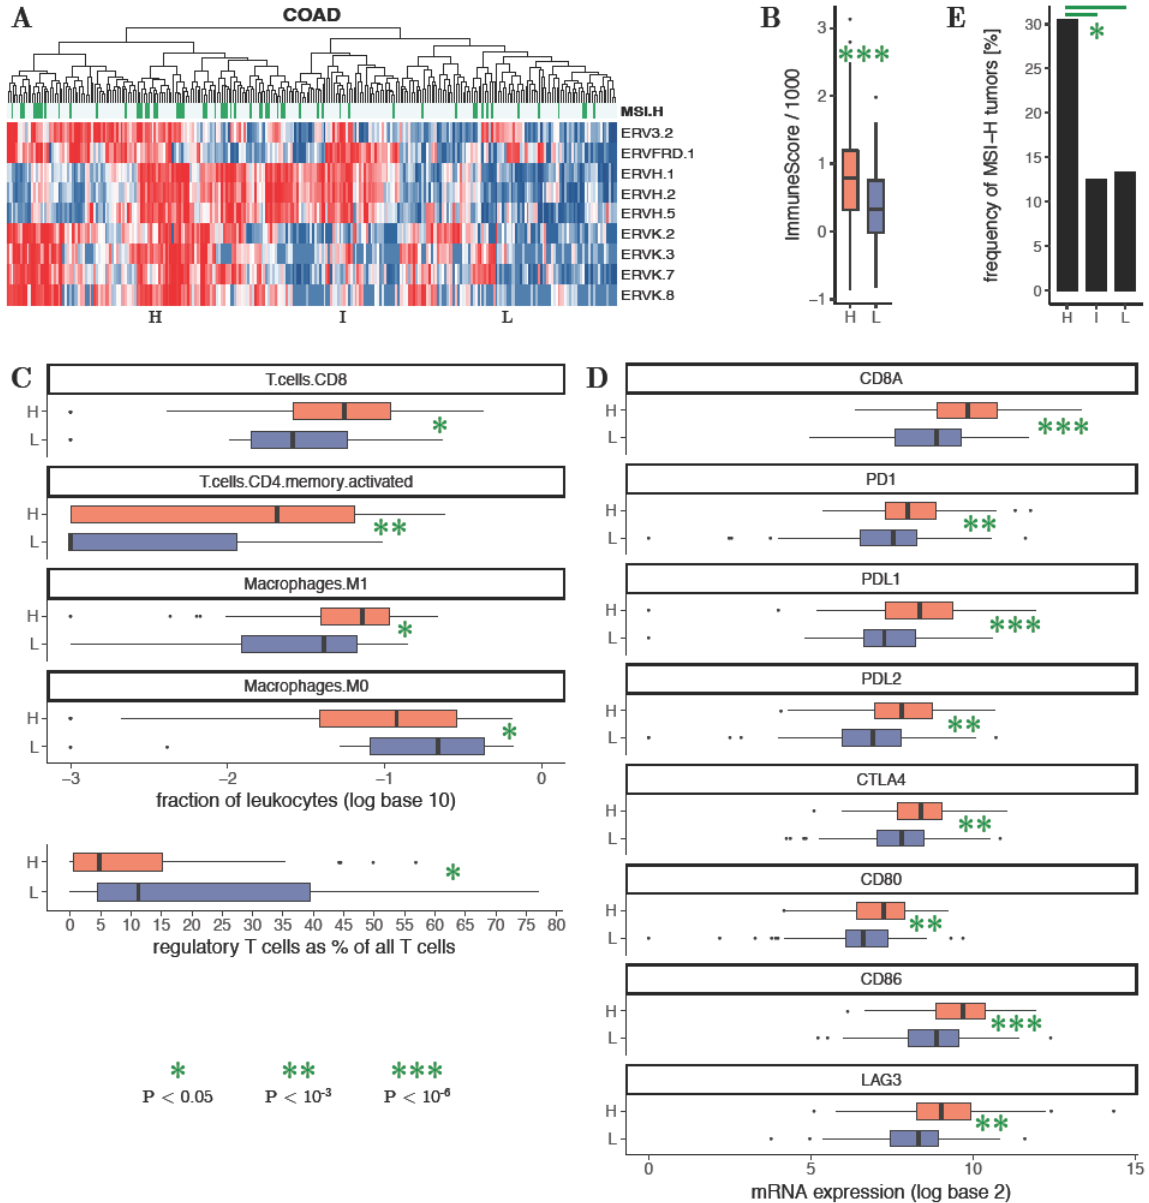 A
COAD
MSI.H
ERV3.2
ERVFRD.1
ERVH.1
ERVH.2
ERVH.5
ERVK.2
ERVK.3
ERVK.7
ERVK.8
H I L
B
ImmuneScore / 1000
3
2
1
0
−1
***
H L
E
frequency of MSI−H tumors [%]
30
25
20
15
10
5
0
*
H I L
C
T.cells.CD8
H
L
*
T.cells.CD4.memory.activated
H
L
**
Macrophages.M1
H
L
*
Macrophages.M0
H
L
*
−3 −2 −1 0
fraction of leukocytes (log base 10)
H
L
*
0 5 10 15 20 25 30 35 40 45 50 55 60 65 70 75 80
regulatory T cells as % of all T cells
* ** ***
P < 0.05 P < 10-3 P < 10-6
D
CD8A
H
L
***
PD1
H
L
**
PDL1
H
L
***
PDL2
H
L
**
CTLA4
H
L
**
CD80
H
L
**
CD86
H
L
***
LAG3
H
L
**
0 5 10 15
mRNA expression (log base 2)